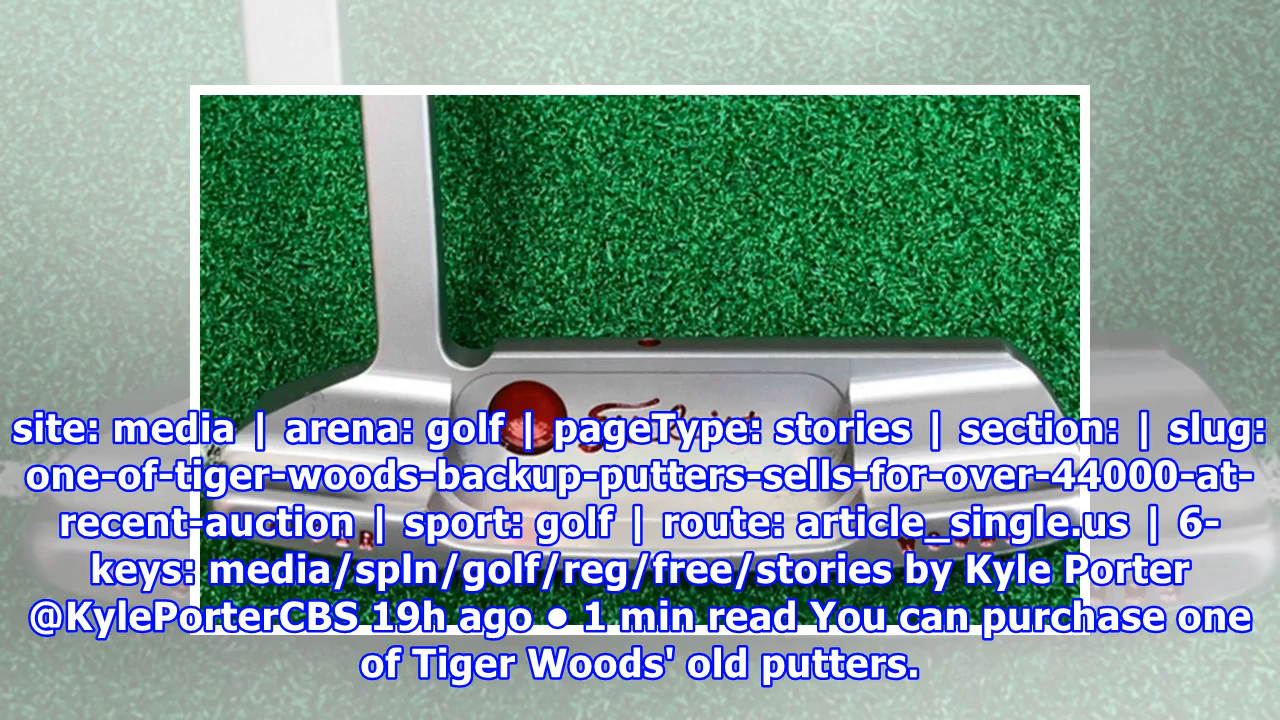 site: media | arena: golf | pageType: stories | section: | slug:
one-of-tiger-woods-backup-putters-sells-for-over-44000-at-
recent-auction | sport: golf | route: article_single.us | 6-
keys: media/spln/golf/reg/free/stories by Kyle Porter
@KylePorterCBS 19h ago ● 1 min read You can purchase one
of Tiger Woods' old putters.